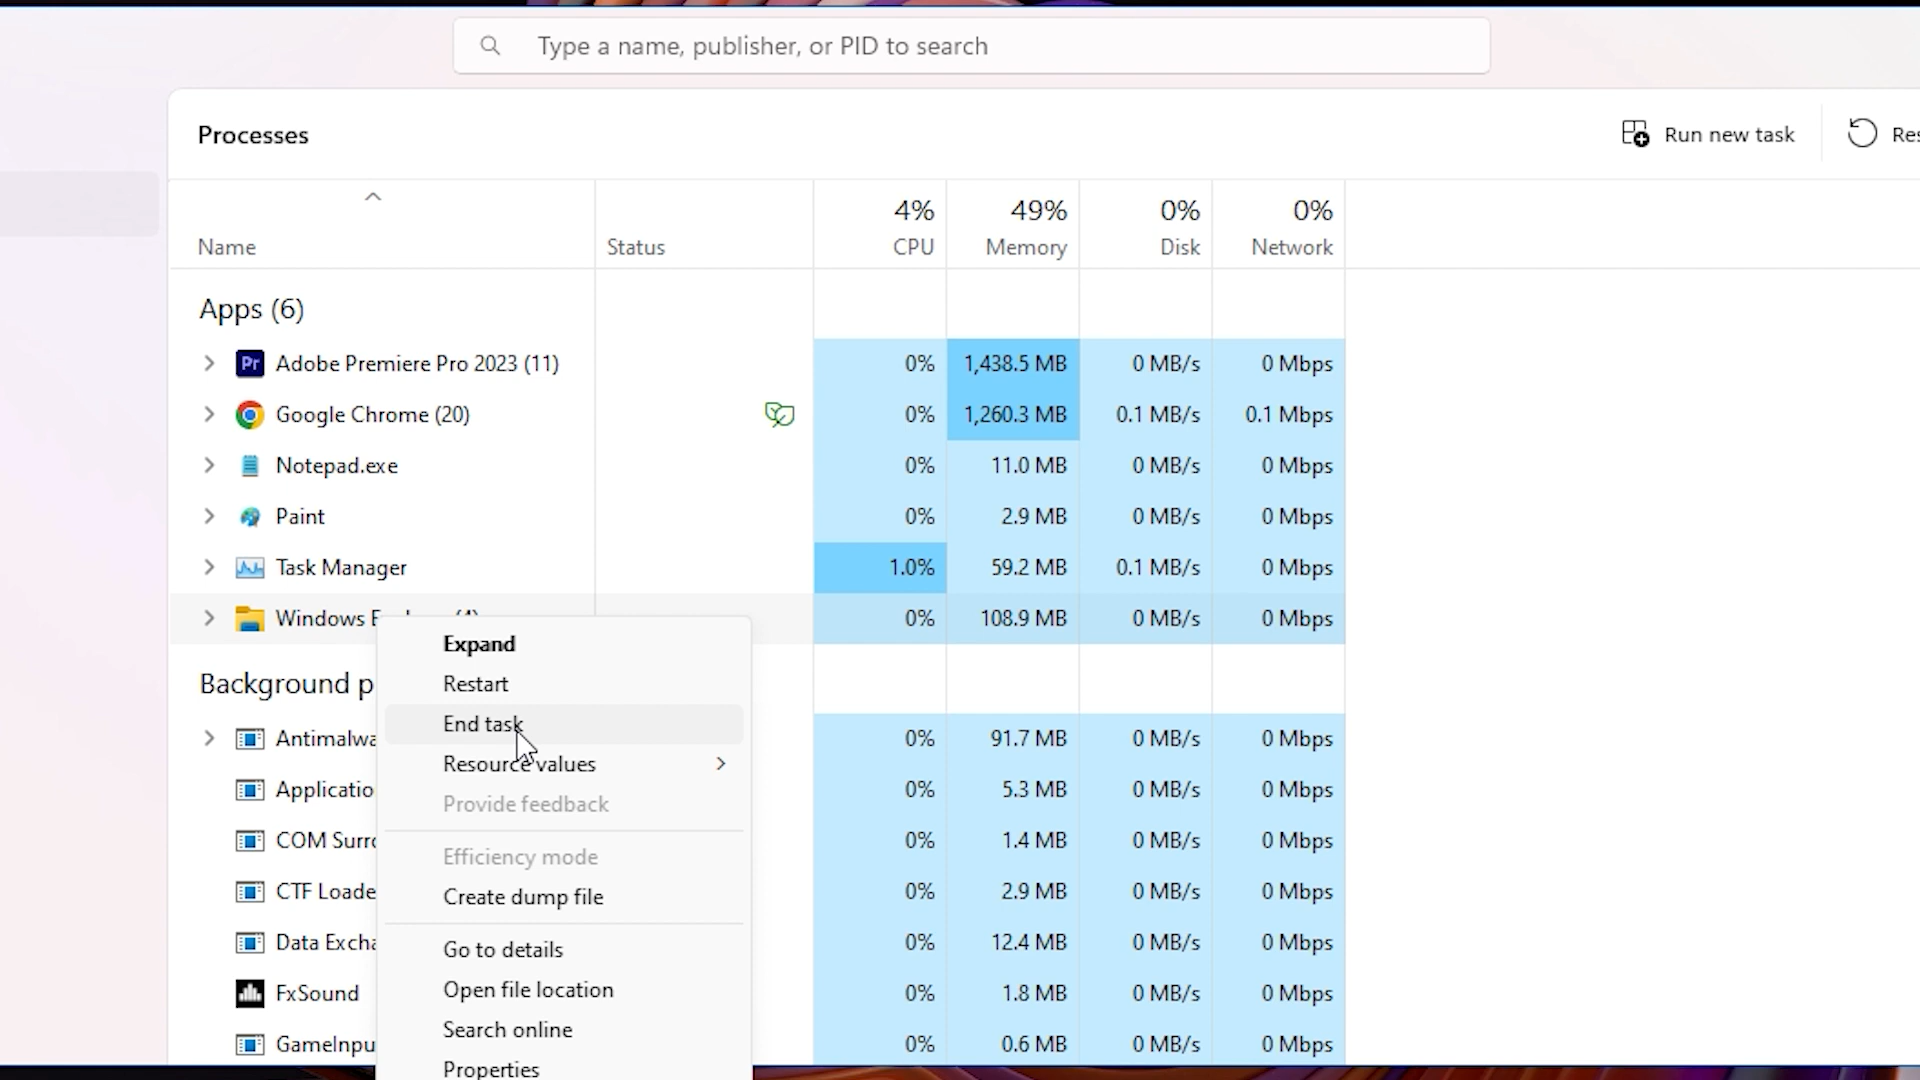 Type a name, publisher, or PID to search
Processes
Run new task
Res
4% 49% 0% 0%
Name Status CPU Memory Disk Network
Apps (6)
Pr Adobe Premiere Pro 2023 (11) 0% 1,438.5 MB 0 MB/s 0 Mbps
Google Chrome (20) 0% 1,260.3 MB 0.1 MB/s 0.1 Mbps
Notepad.exe 0% 11.0 MB 0 MB/s 0 Mbps
Paint 0% 2.9 MB 0 MB/s 0 Mbps
Task Manager 1.0% 59.2 MB 0.1 MB/s 0 Mbps
Windows 0% 108.9 MB 0 MB/s 0 Mbps
Background p
Antimalwa 0% 91.7 MB 0 MB/s 0 Mbps
Applicatio 0% 5.3 MB 0 MB/s 0 Mbps
COM Surro 0% 1.4 MB 0 MB/s 0 Mbps
CTF Loade 0% 2.9 MB 0 MB/s 0 Mbps
Data Excha 0% 12.4 MB 0 MB/s 0 Mbps
FxSound 0% 1.8 MB 0 MB/s 0 Mbps
GameInpu 0% 0.6 MB 0 MB/s 0 Mbps
Expand
Restart
End task
Resource values
Provide feedback
Efficiency mode
Create dump file
Go to details
Open file location
Search online
Properties